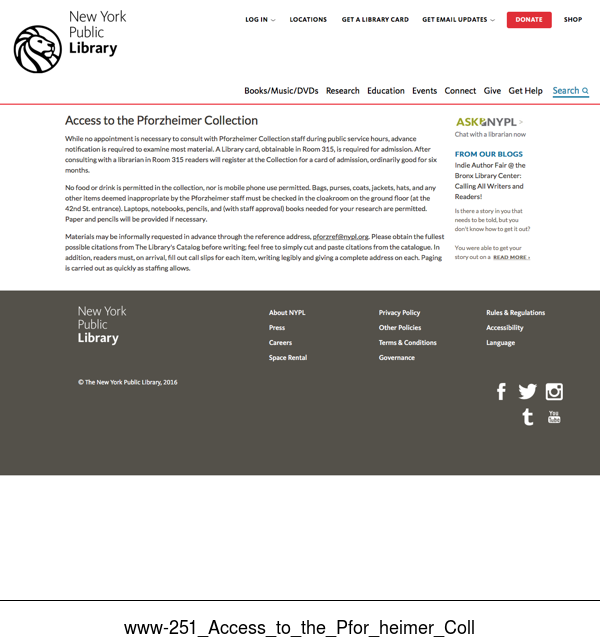 New York
Public
Library
LOG IN
LOCATIONS
GET A LIBRARY CARD
GET EMAIL UPDATES
DONATE
SHOP
Books/Music/DVDs
Research
Education
Events
Connect
Give
Get Help
Search
Access to the Pforzheimer Collection
While no appointment is necessary to consult with Pforzheimer Collection staff during public service hours, advance
notification is required to examine most material. A Library card, obtainable in Room 315, is required for admission. After
consulting with a librarian in Room 315 readers will register at the Collection for a card of admission, ordinarily good for six
months.
No food or drink is permitted in the collection, nor is mobile phone use permitted. Bags, purses, coats, jackets, hats, and any
other items deemed inappropriate by the Pforzheimer staff must be checked in the cloakroom on the ground floor (at the
42nd St. entrance). Laptops, notebooks, pencils, and (with staff approval) books needed for your research are permitted.
Paper and pencils will be provided if necessary.
Materials may be informally requested in advance through the reference address, pforzref@nypl.org. Please obtain the fullest
possible citations from The Library's Catalog before writing; feel free to simply cut and paste citations from the catalogue. In
addition, readers must, on arrival, fill out call slips for each item, writing legibly and giving a complete address on each. Paging
is carried out as quickly as staffing allows.
ASK NYPL >
Chat with a librarian now
FROM OUR BLOGS
Indie Author Fair @ the
Bronx Library Center:
Calling All Writers and
Readers!
Is there a story in you that
needs to be told, but you
don't know how to get it out?
You were able to get your
story out on a READ MORE ›
New York
Public
Library
About NYPL
Press
Careers
Space Rental
Privacy Policy
Other Policies
Terms & Conditions
Governance
Rules & Regulations
Accessibility
Language
© The New York Public Library, 2016
f
t
You
Tube
www-251_Access_to_the_Pfor_heimer_Coll